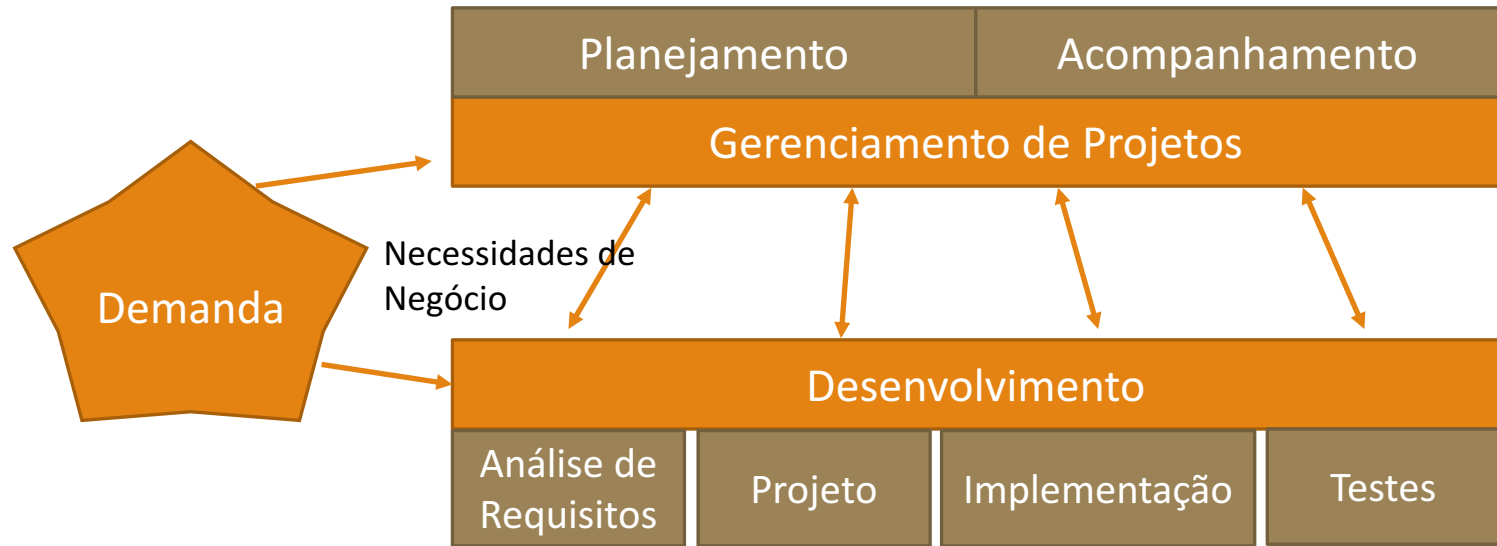 Planejamento
Acompanhamento
Gerenciamento de Projetos
Necessidades de
Negócio
Demanda
Desenvolvimento
Análise de
Requisitos
Projeto
Implementação
Testes